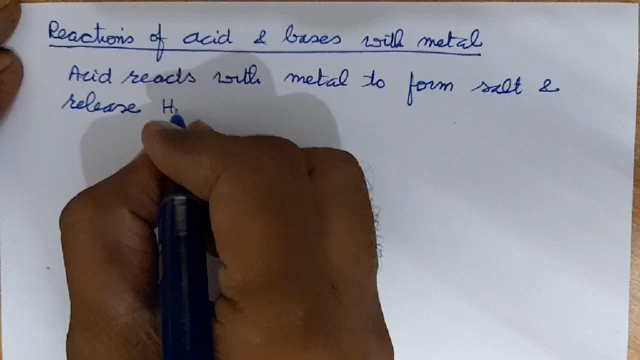 Reactions of acid & bases with metal
Acid reacts with metal to form salt &
release H